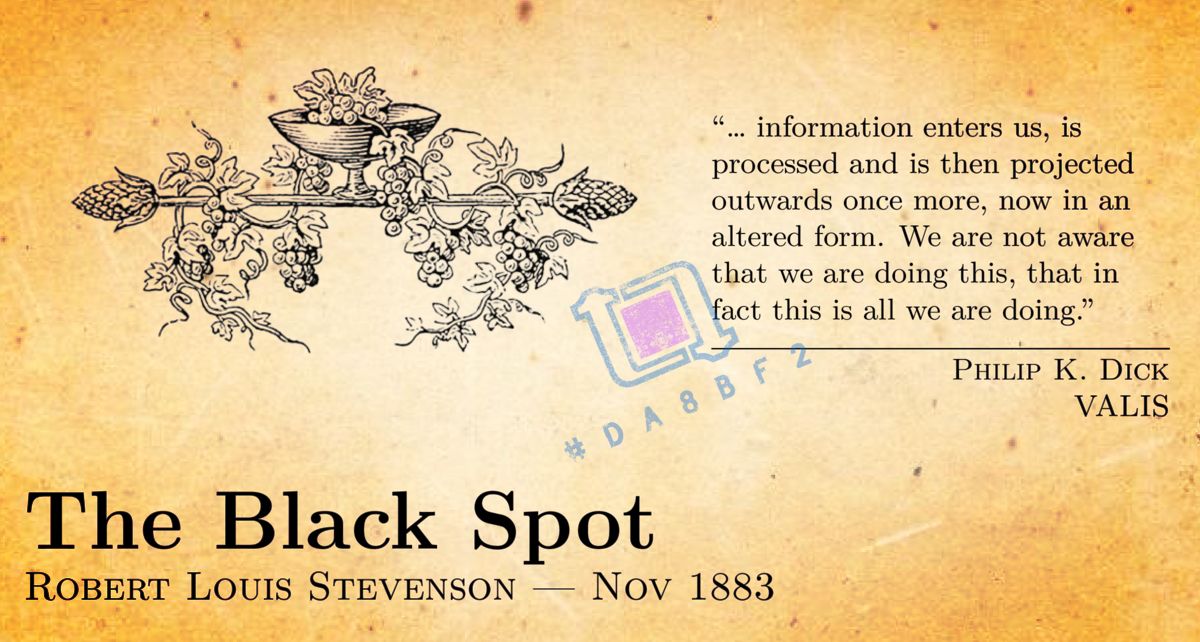 “… information enters us, is
processed and is then projected
outwards once more, now in an
altered form. We are not aware
that we are doing this, that in
fact this is all we are doing.”
Philip K. Dick
VALIS
#DA8BF2
The Black Spot
Robert Louis Stevenson — Nov 1883